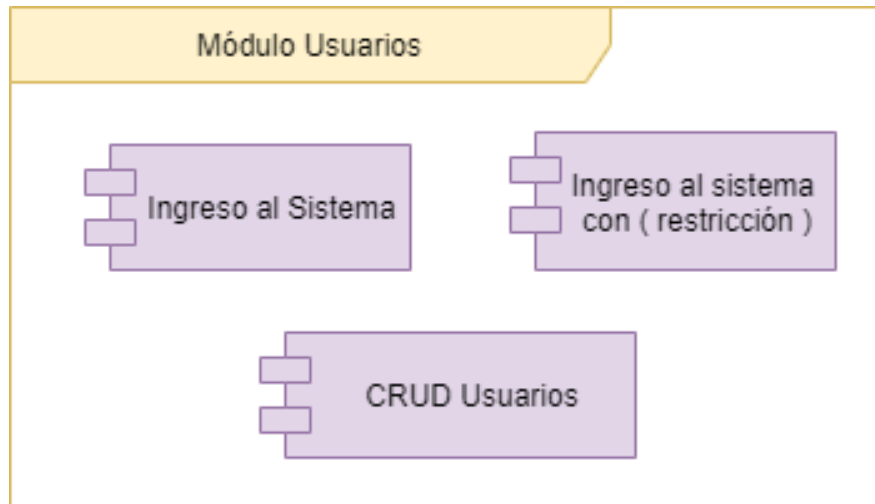 Módulo Usuarios
Ingreso al Sistema
Ingreso al sistema
con ( restricción )
CRUD Usuarios